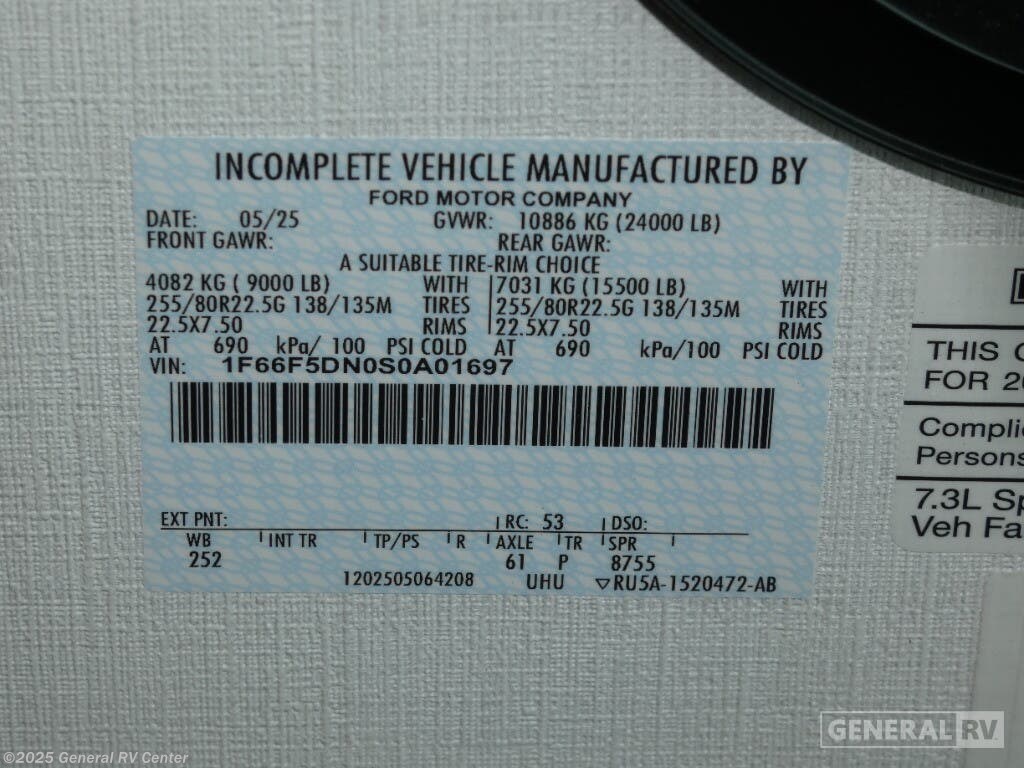 INCOMPLETE VEHICLE MANUFACTURED BY
FORD MOTOR COMPANY
DATE: 05/25 GVWR: 10886 KG (24000 LB)
FRONT GAWR: REAR GAWR:
A SUITABLE TIRE-RIM CHOICE
4082 KG ( 9000 LB) WITH 7031 KG (15500 LB) WITH
255/80R22.5G 138/135M TIRES 255/80R22.5G 138/135M TIRES
22.5X7.50 RIMS 22.5X7.50 RIMS
AT 690 kPa/ 100 PSI COLD AT 690 kPa/100 PSI COLD
VIN: 1F66F5DN0S0A01697
EXT PNT: RC: 53 DSO:
WB INT TR TP/PS R AXLE TR SPR
252 61 P 8755
1202505064208 UHU ▽RU5A-1520472-AB
THIS
FOR
Persons
7.3L
Veh
GENERAL RV
©2025 General RV Center